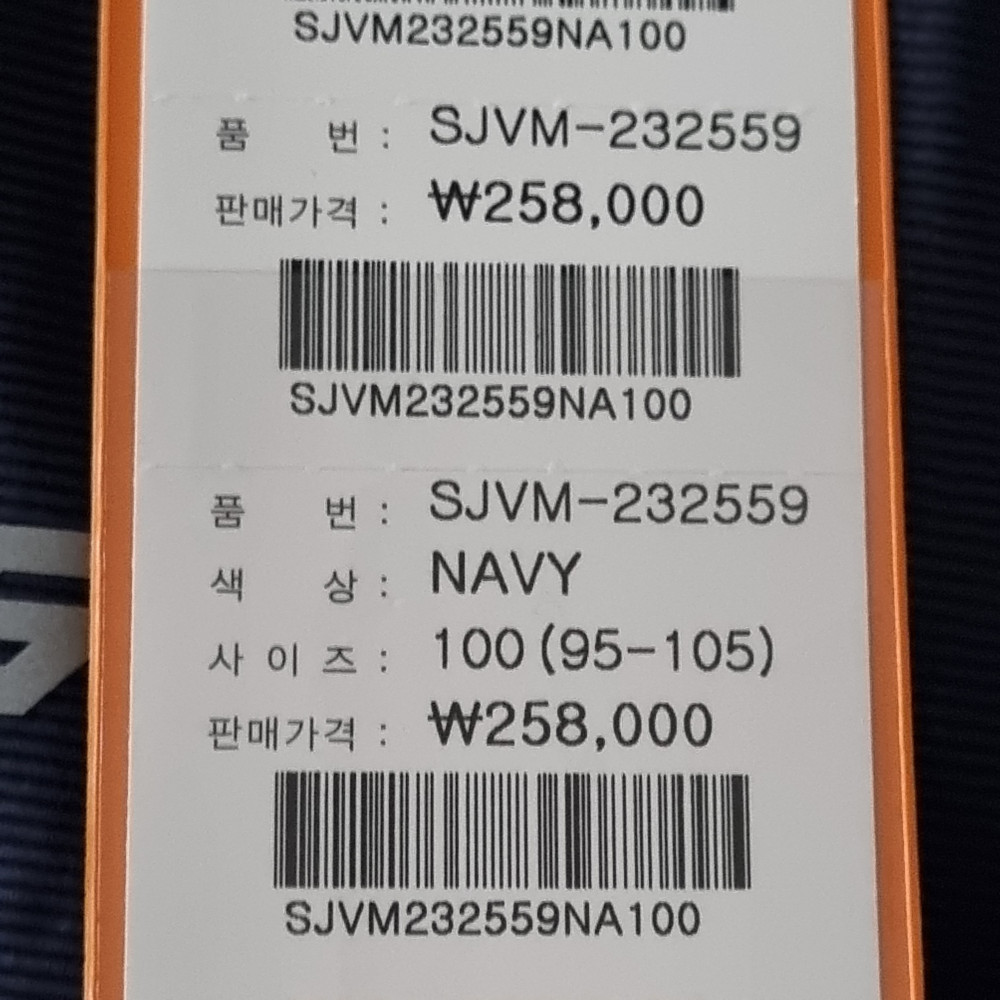 SJVM232559NA100
품 번 : SJVM-232559
판매가격 : ₩258,000
SJVM232559NA100
품 번 : SJVM-232559
색 상 : NAVY
사 이 즈 : 100 (95-105)
판매가격 : ₩258,000
SJVM232559NA100